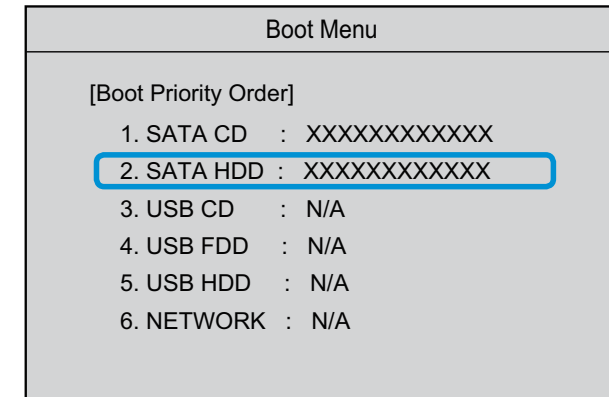 Boot Menu
[Boot Priority Order]
1. SATA CD : XXXXXXXXXXXX
2. SATA HDD : XXXXXXXXXXXX
3. USB CD : N/A
4. USB FDD : N/A
5. USB HDD : N/A
6. NETWORK : N/A